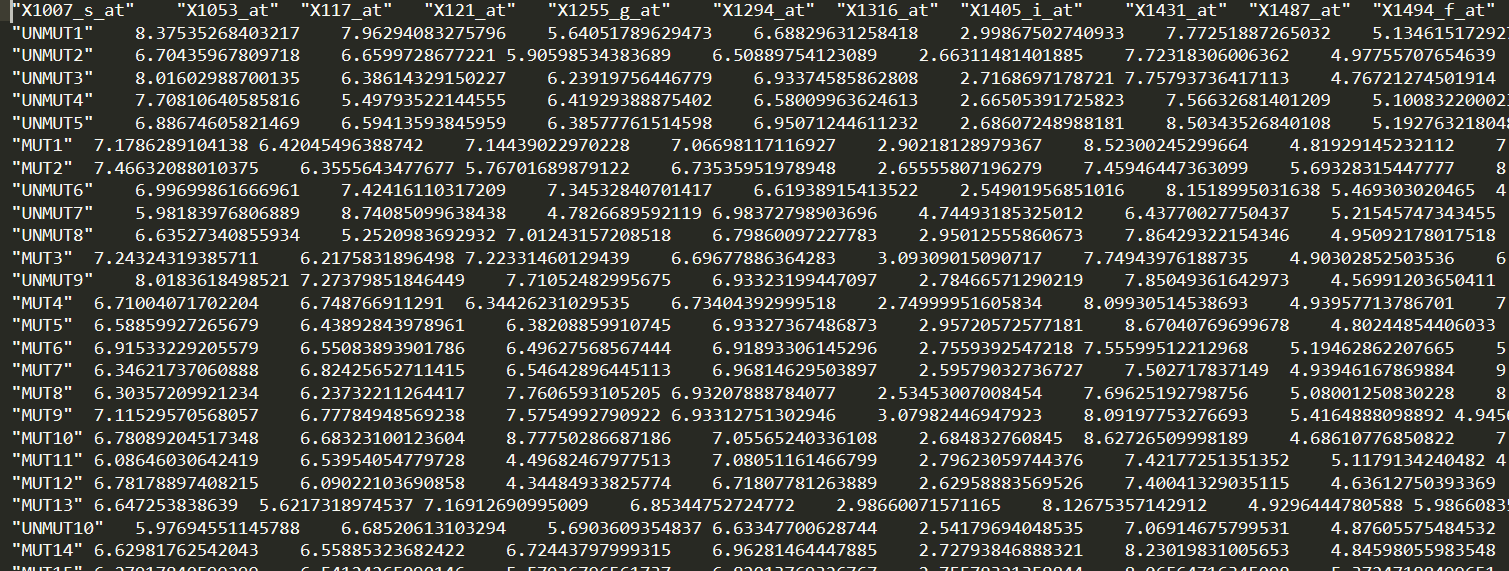 "X1007_s_at" "X1053_at" "X117_at" "X121_at" "X1255_g_at" "X1294_at" "X1316_at" "X1405_i_at" "X1431_at" "X1487_at" "X1494_f_at"
"UNMUT1" 8.37535268403217 7.96294083275796 5.64051789629473 6.68829631258418 2.99867502740933 7.77251887265032 5.13461517292
"UNMUT2" 6.70435967809718 6.6599728677221 5.90598534383689 6.50889754123089 2.66311481401885 7.72318306006362 4.97755707654639
"UNMUT3" 8.01602988700135 6.38614329150227 6.23919756446779 6.93374585862808 2.7168697178721 7.75793736417113 4.76721274501914
"UNMUT4" 7.70810640585816 5.49793522144555 6.41929388875402 6.58009963624613 2.66505391725823 7.56632681401209 5.1008322000
"UNMUT5" 6.88674605821469 6.59413593845959 6.38577761514598 6.95071244611232 2.68607248988181 8.50343526840108 5.192763218048
"MUT1" 7.1786289104138 6.42045496388742 7.14439022970228 7.06698117116927 2.90218128979367 8.52300245299664 4.81929145232112 7
"MUT2" 7.46632088010375 6.3555643477677 5.76701689879122 6.73535951978948 2.65555807196279 7.45946447363099 5.69328315447777 8
"UNMUT6" 6.99699861666961 7.42416110317209 7.34532840701417 6.61938915413522 2.54901956851016 8.1518995031638 5.469303020465 4
"UNMUT7" 5.98183976806889 8.74085099638438 4.7826689592119 6.98372798903696 4.74493185325012 6.43770027750437 5.21545747343455
"UNMUT8" 6.63527340855934 5.2520983692932 7.01243157208518 6.79860097227783 2.95012555860673 7.86429322154346 4.95092178017518
"MUT3" 7.24324319385711 6.2175831896498 7.22331460129439 6.69677886364283 3.09309015090717 7.74943976188735 4.90302852503536 6
"UNMUT9" 8.0183618498521 7.27379851846449 7.71052482995675 6.93323199447097 2.78466571290219 7.85049361642973 4.56991203650411
"MUT4" 6.71004071702204 6.748766911291 6.34426231029535 6.73404392999518 2.74999951605834 8.09930514538693 4.93957713786701 7
"MUT5" 6.58859927265679 6.43892843978961 6.38208859910745 6.93327367486873 2.95720572577181 8.67040769699678 4.80244854406033
"MUT6" 6.91533229205579 6.55083893901786 6.49627568567444 6.91893306145296 2.7559392547218 7.55599512212968 5.19462862207665 5
"MUT7" 6.34621737060888 6.82425652711415 6.54642896445113 6.96814629503897 2.59579032736727 7.502717837149 4.93946167869884 9
"MUT8" 6.30357209921234 6.23732211264417 7.7606593105205 6.93207888784077 2.53453007008454 7.69625192798756 5.08001250830228 8
"MUT9" 7.11529570568057 6.77784948569238 7.5754992790922 6.93312751302946 3.07982446947923 8.09197753276693 5.4164888098892 4.945
"MUT10" 6.78089204517348 6.68323100123604 8.77750286687186 7.05565240336108 2.684832760845 8.62726509998189 4.68610776850822 7
"MUT11" 6.08646030642419 6.53954054779728 4.49682467977513 7.08051161466799 2.79623059744376 7.42177251351352 5.1179134240482 4
"MUT12" 6.78178897408215 6.09022103690858 4.34484933825774 6.71807781263889 2.62958883569526 7.40041329035115 4.63612750393369
"MUT13" 6.647253838639 5.6217318974537 7.16912690995009 6.85344752724772 2.98660071571165 8.12675357142912 4.9296444780588 5.986608
"UNMUT10" 5.97694551145788 6.68520613103294 5.6903609354837 6.63347700628744 2.54179694048535 7.06914675799531 4.87605575484532
"MUT14" 6.62981762542043 6.55885323682422 6.72443797999315 6.96281464447885 2.72793846888321 8.23019831005653 4.84598055983548